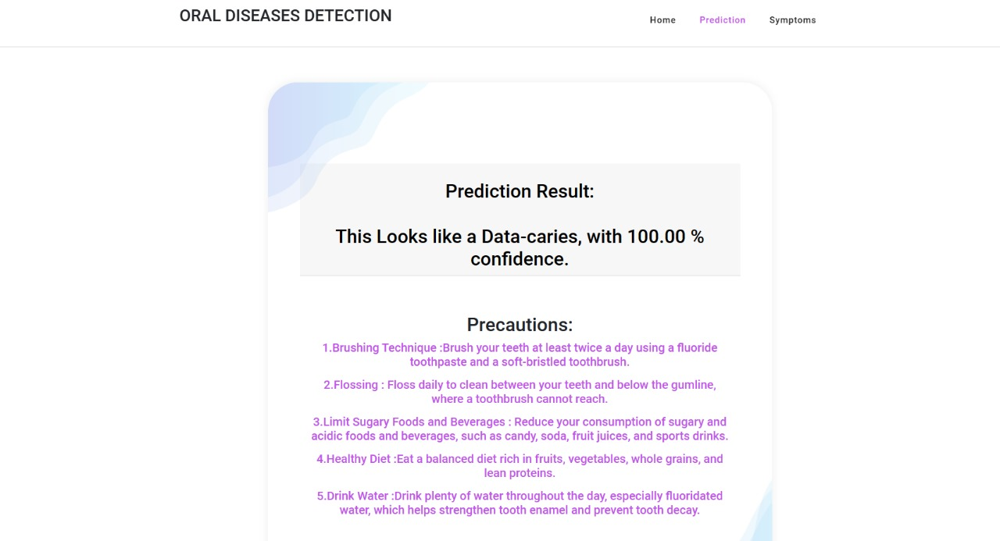 ORAL DISEASES DETECTION
Home Prediction Symptoms
Prediction Result:
This Looks like a Data-caries, with 100.00 %
confidence.
Precautions:
1.Brushing Technique :Brush your teeth at least twice a day using a fluoride
toothpaste and a soft-bristled toothbrush.
2.Flossing : Floss daily to clean between your teeth and below the gumline,
where a toothbrush cannot reach.
3.Limit Sugary Foods and Beverages : Reduce your consumption of sugary and
acidic foods and beverages, such as candy, soda, fruit juices, and sports drinks.
4.Healthy Diet :Eat a balanced diet rich in fruits, vegetables, whole grains, and
lean proteins.
5.Drink Water :Drink plenty of water throughout the day, especially fluoridated
water, which helps strengthen tooth enamel and prevent tooth decay.